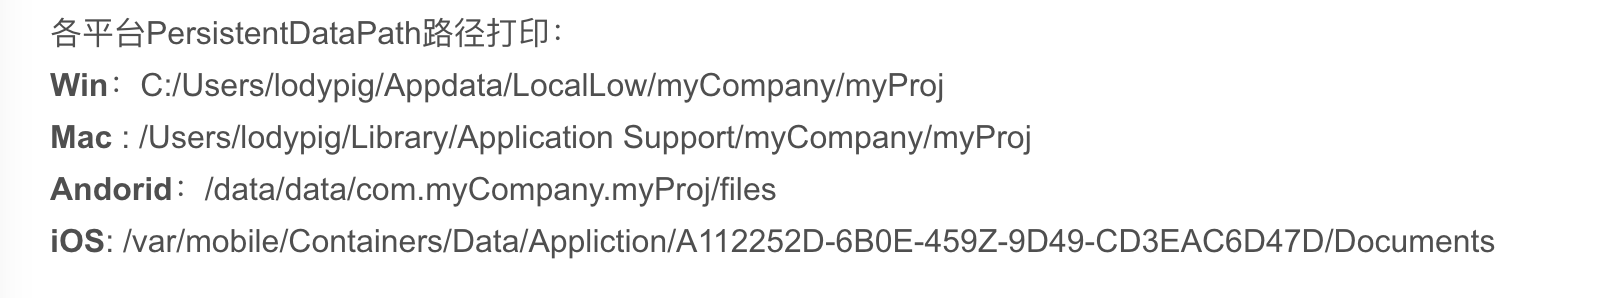 各平台PersistentDataPath路径打印：
Win：C:/Users/lodypig/Appdata/LocalLow/myCompany/myProj
Mac : /Users/lodypig/Library/Application Support/myCompany/myProj
Andorid：/data/data/com.myCompany.myProj/files
iOS: /var/mobile/Containers/Data/Appliction/A112252D-6B0E-459Z-9D49-CD3EAC6D47D/Documents